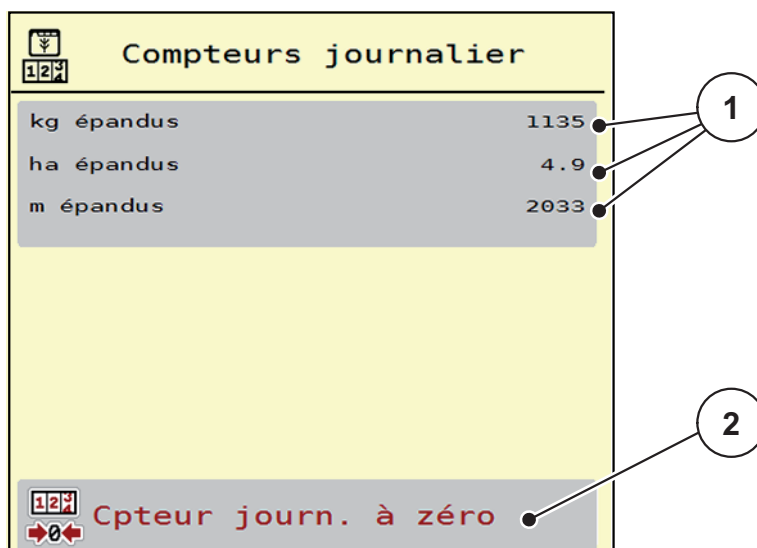 Compteurs journalier
kg épandus 1135
ha épandus 4.9
m épandus 2033
1
2
Cpteur journ. à zéro